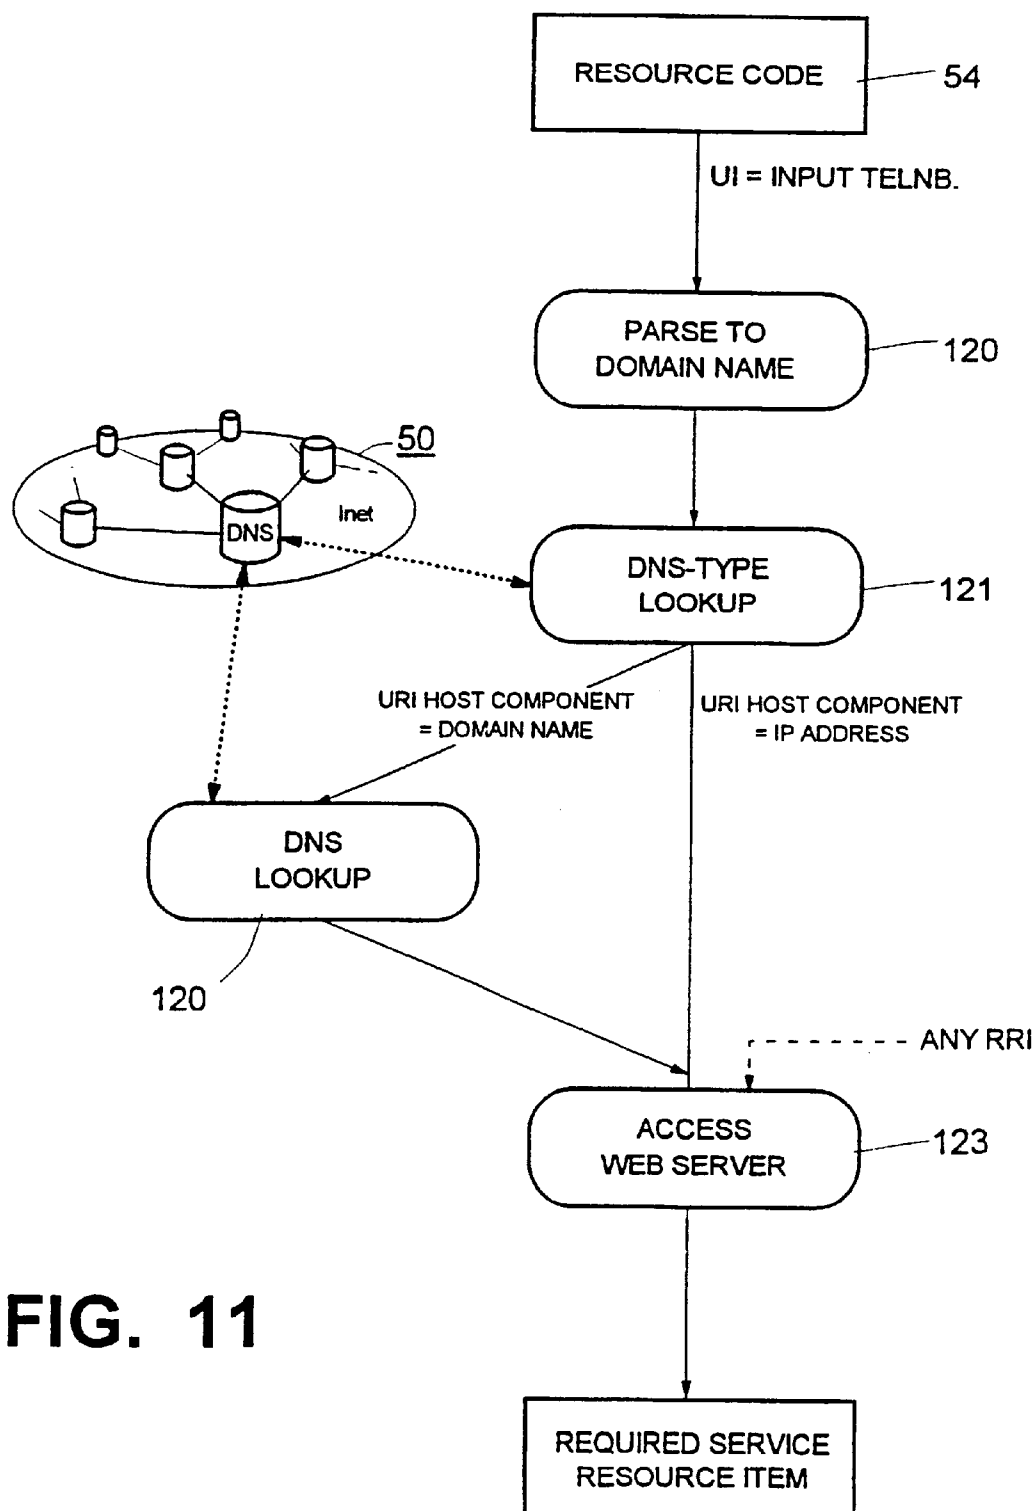 RESOURCE CODE
54
UI = INPUT TELNB.
PARSE TO
DOMAIN NAME
120
50
DNS
Inet
DNS-TYPE
LOOKUP
121
URI HOST COMPONENT
= DOMAIN NAME
URI HOST COMPONENT
= IP ADDRESS
DNS
LOOKUP
120
ANY RRI
ACCESS
WEB SERVER
123
FIG. 11
REQUIRED SERVICE
RESOURCE ITEM